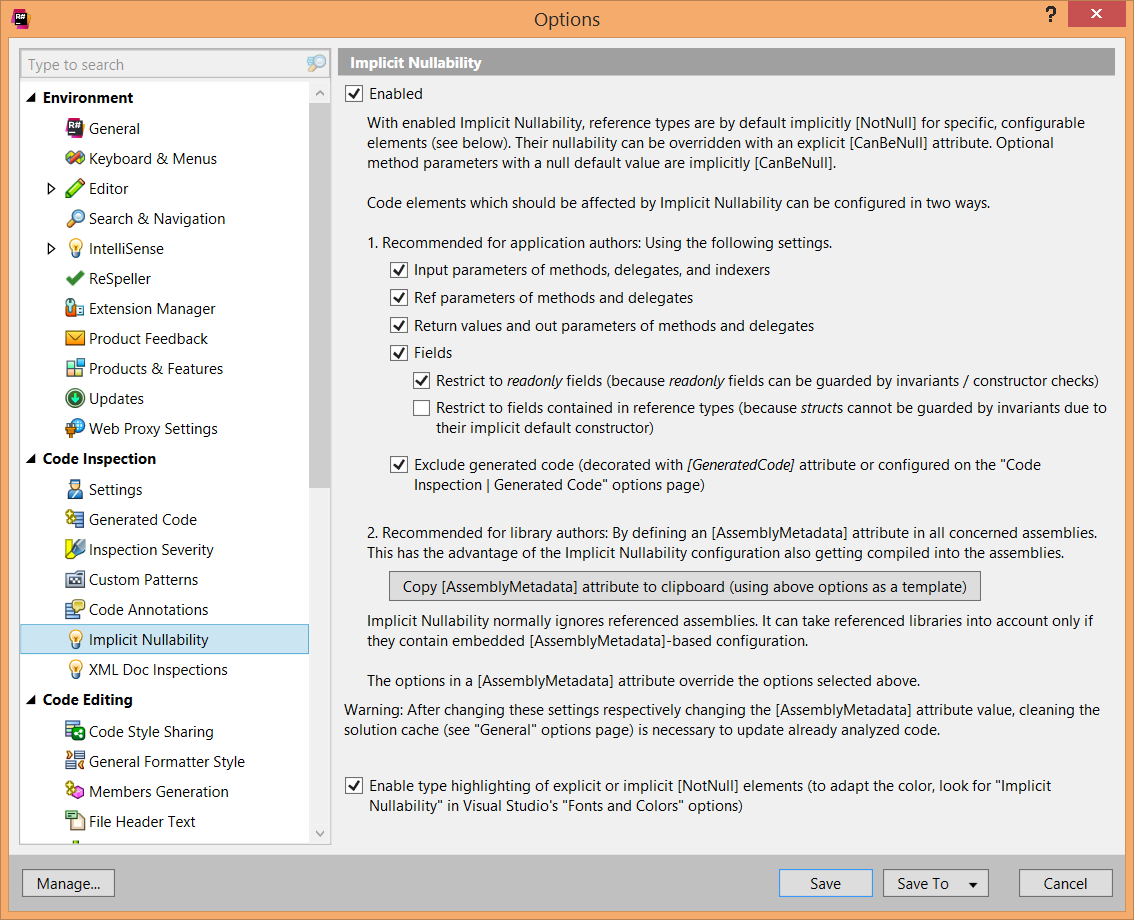 Options
?
Type to search
Environment
R#
General
Keyboard & Menus
Editor
Search & Navigation
IntelliSense
ReSpeller
Extension Manager
Product Feedback
Products & Features
Updates
Web Proxy Settings
Code Inspection
Settings
Generated Code
Inspection Severity
Custom Patterns
Code Annotations
Implicit Nullability
XML Doc Inspections
Code Editing
Code Style Sharing
General Formatter Style
Members Generation
File Header Text
Implicit Nullability
Enabled
With enabled Implicit Nullability, reference types are by default implicitly [NotNull] for specific, configurable
elements (see below). Their nullability can be overridden with an explicit [CanBeNull] attribute. Optional
method parameters with a null default value are implicitly [CanBeNull].
Code elements which should be affected by Implicit Nullability can be configured in two ways.
1. Recommended for application authors: Using the following settings.
Input parameters of methods, delegates, and indexers
Ref parameters of methods and delegates
Return values and out parameters of methods and delegates
Fields
Restrict to readonly fields (because readonly fields can be guarded by invariants / constructor checks)
Restrict to fields contained in reference types (because structs cannot be guarded by invariants due to
their implicit default constructor)
Exclude generated code (decorated with [GeneratedCode] attribute or configured on the "Code
Inspection | Generated Code" options page)
2. Recommended for library authors: By defining an [AssemblyMetadata] attribute in all concerned assemblies.
This has the advantage of the Implicit Nullability configuration also getting compiled into the assemblies.
Copy [AssemblyMetadata] attribute to clipboard (using above options as a template)
Implicit Nullability normally ignores referenced assemblies. It can take referenced libraries into account only if
they contain embedded [AssemblyMetadata]-based configuration.
The options in a [AssemblyMetadata] attribute override the options selected above.
Warning: After changing these settings respectively changing the [AssemblyMetadata] attribute value, cleaning the
solution cache (see "General" options page) is necessary to update already analyzed code.
Enable type highlighting of explicit or implicit [NotNull] elements (to adapt the color, look for "Implicit
Nullability" in Visual Studio's "Fonts and Colors" options)
Manage...
Save
Save To
Cancel